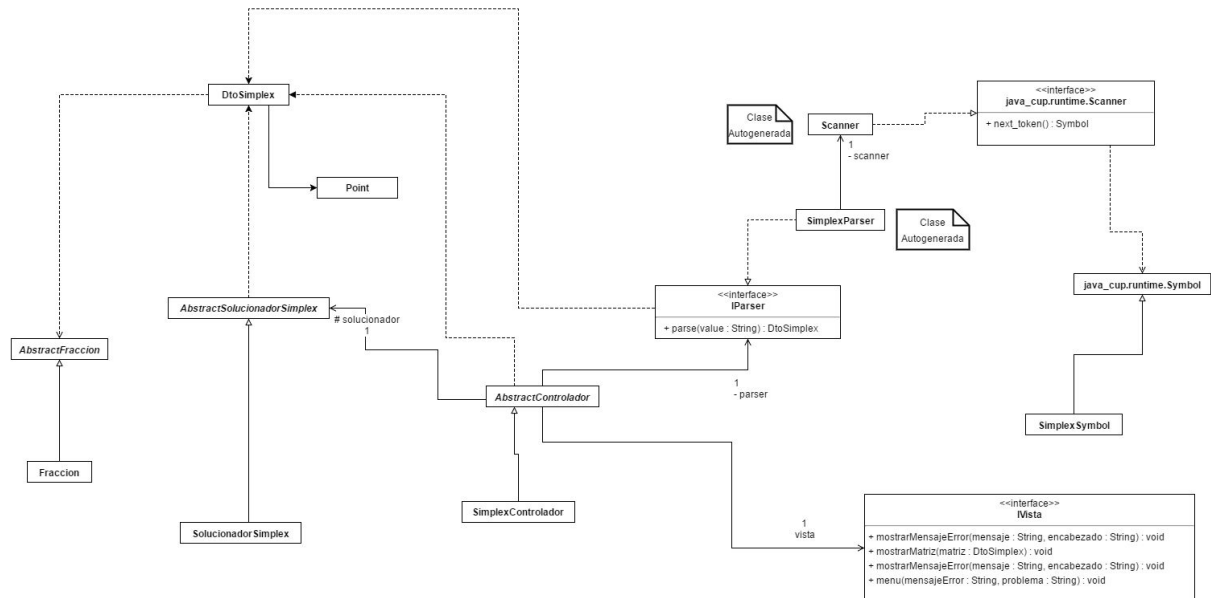 DtoSimplex
<<interface>>
java_cup.runtime.Scanner
+ next_token() : Symbol
Clase
Autogenerada
Scanner
1
- scanner
Point
SimplexParser
Clase
Autogenerada
java_cup.runtime.Symbol
<<interface>>
IParser
+ parse(value : String) : DtoSimplex
AbstractSolucionadorSimplex
# solucionador
1
AbstractFraccion
AbstractControlador
1
- parser
SimplexSymbol
Fraccion
SimplexControlador
SolucionadorSimplex
1
vista
<<interface>>
IVista
+ mostrarMensajeError(mensaje : String, encabezado : String) : void
+ mostrarMatriz(matriz : DtoSimplex) : void
+ mostrarMensajeError(mensaje : String, encabezado : String) : void
+ menu(mensajeError : String, problema : String) : void